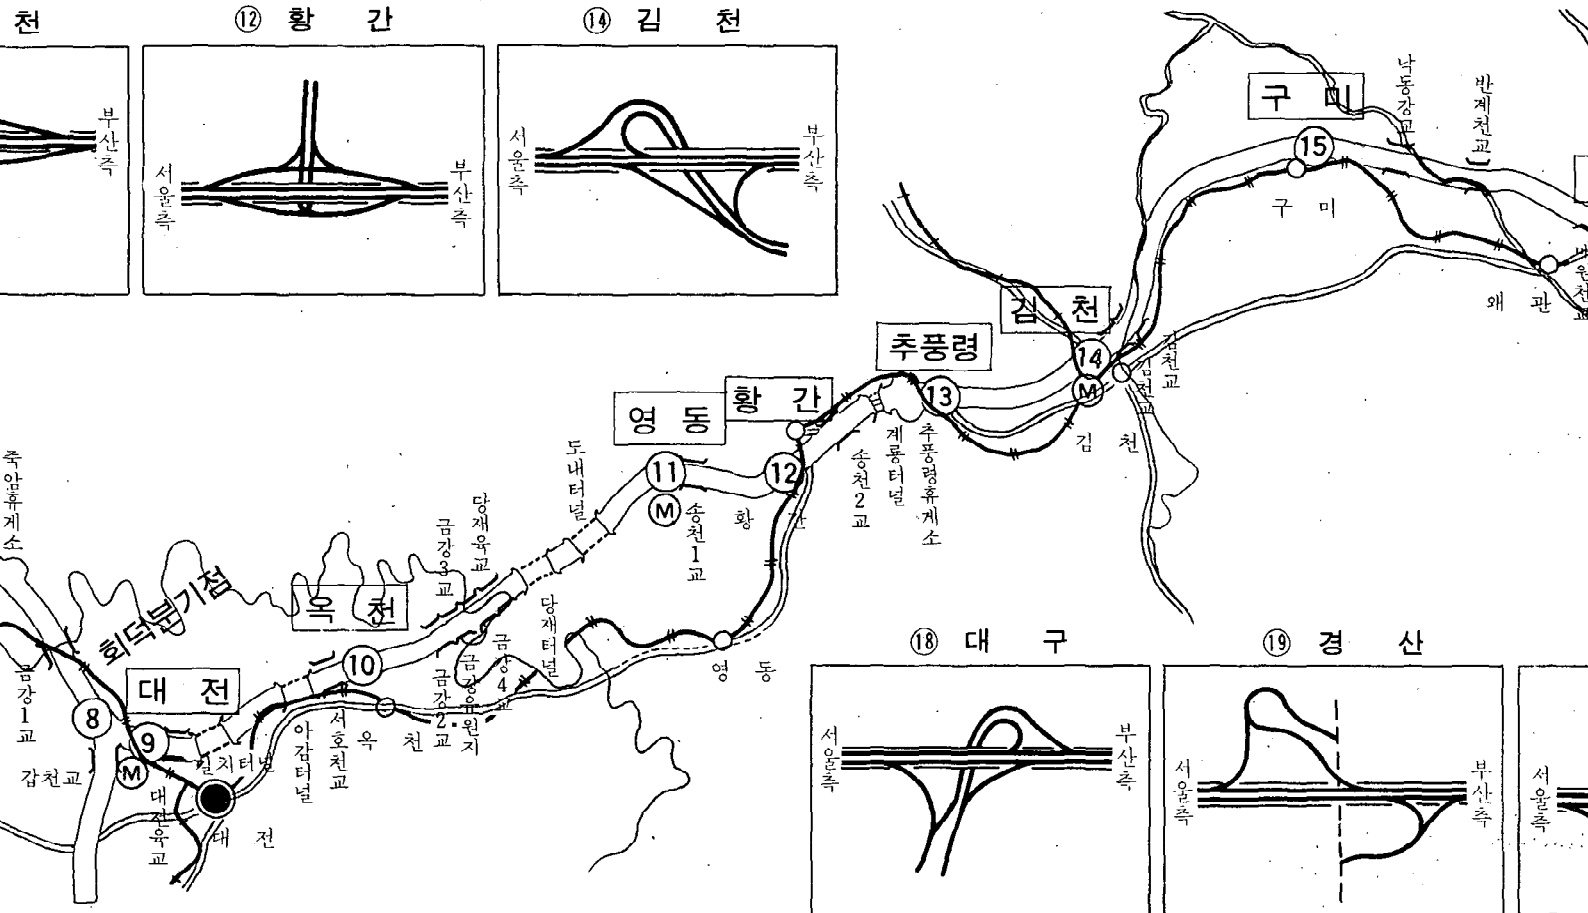 천
⑫ 황 간
⑭ 김 천
부산측
서울측
부산측
서울측
부산측
구 미
낙동강교
반계천교
15
구 미
왜 관
김 천
14
M
김천교
김천교
김 천
추풍령
13
황 간
영 동
계룡터널
추풍령휴게소
송천2교
12
황 간
11
M
송천1교
도내터널
당재육교
금강3교
죽암휴게소
회덕분기점
옥 천
10
당재터널
금강4교
금강유원지
금강2교
영 동
대 전
금강1교
8
9
M
갑천교
대전육교
대 전
아감터널
서호천교
옥 천
⑱ 대 구
서울측
부산측
⑲ 경 산
서울측
부산측
서울측